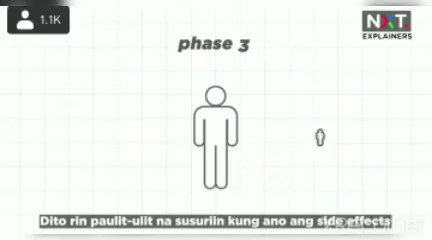 1.1K
NXT
EXPLAINERS
phase 3
Dito rin paulit-ulit na susuriin kung ano ang side effects